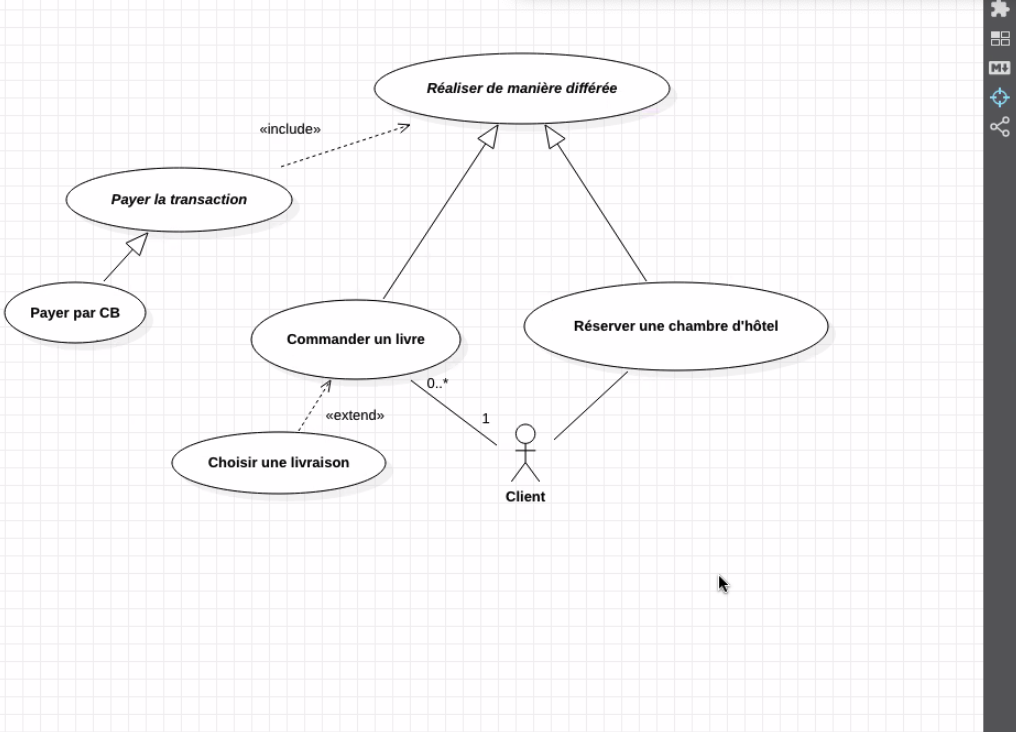 Réaliser de manière différée
«include»
Payer la transaction
Payer par CB
Commander un livre
Réserver une chambre d'hôtel
0..*
«extend»
1
Choisir une livraison
Client
M↓